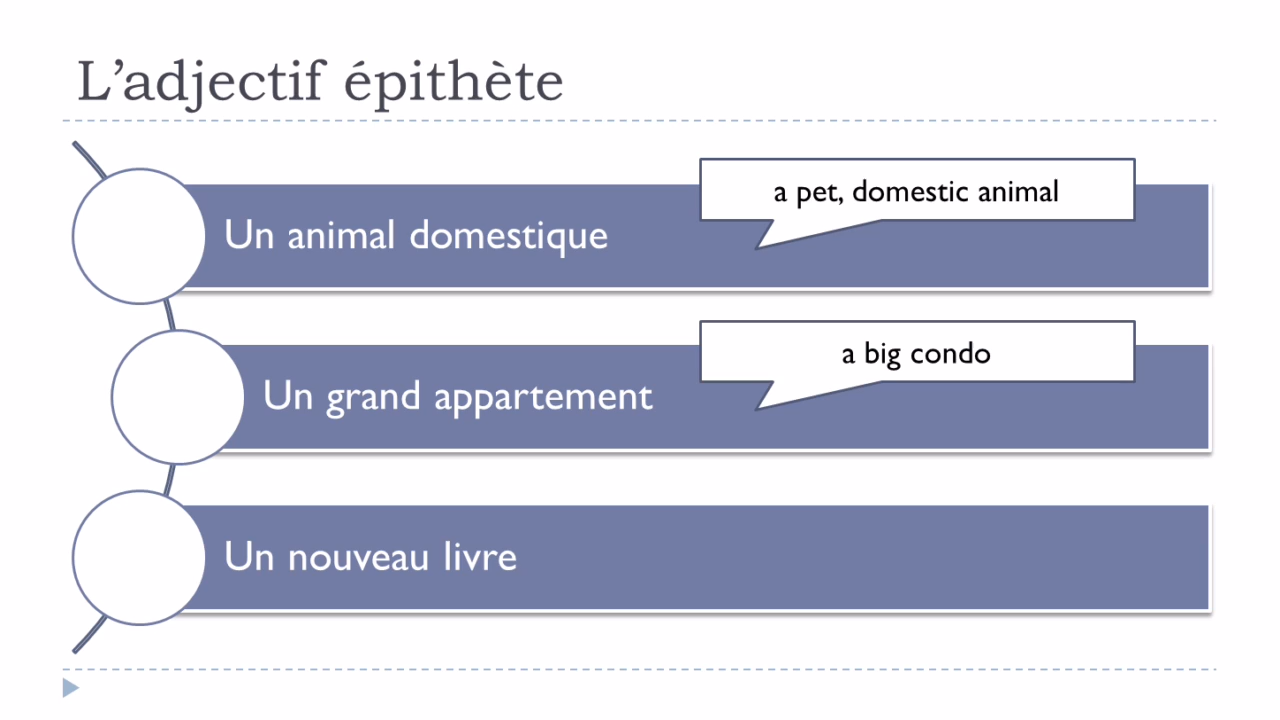 L’adjectif épithète
a pet, domestic animal
Un animal domestique
a big condo
Un grand appartement
Un nouveau livre